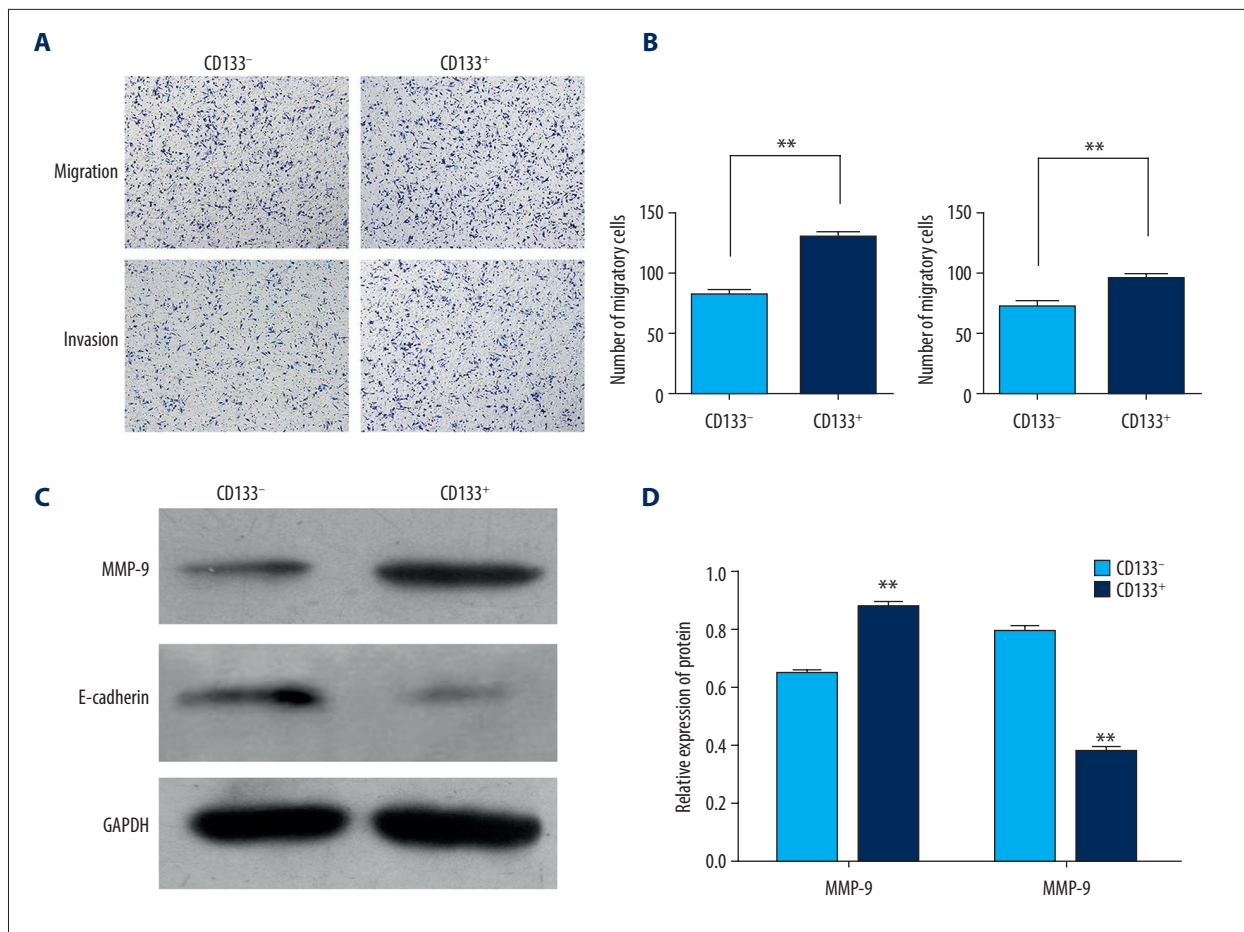 A
CD133⁻ CD133⁺
Migration
Invasion
B
**
Number of migratory cells
150
100
50
0
CD133⁻ CD133⁺
**
Number of migratory cells
150
100
50
0
CD133⁻ CD133⁺
C
CD133⁻ CD133⁺
MMP-9
E-cadherin
GAPDH
D
CD133⁻
CD133⁺
Relative expression of protein
1.0
0.8
0.6
0.4
0.2
0.0
**
**
MMP-9 MMP-9